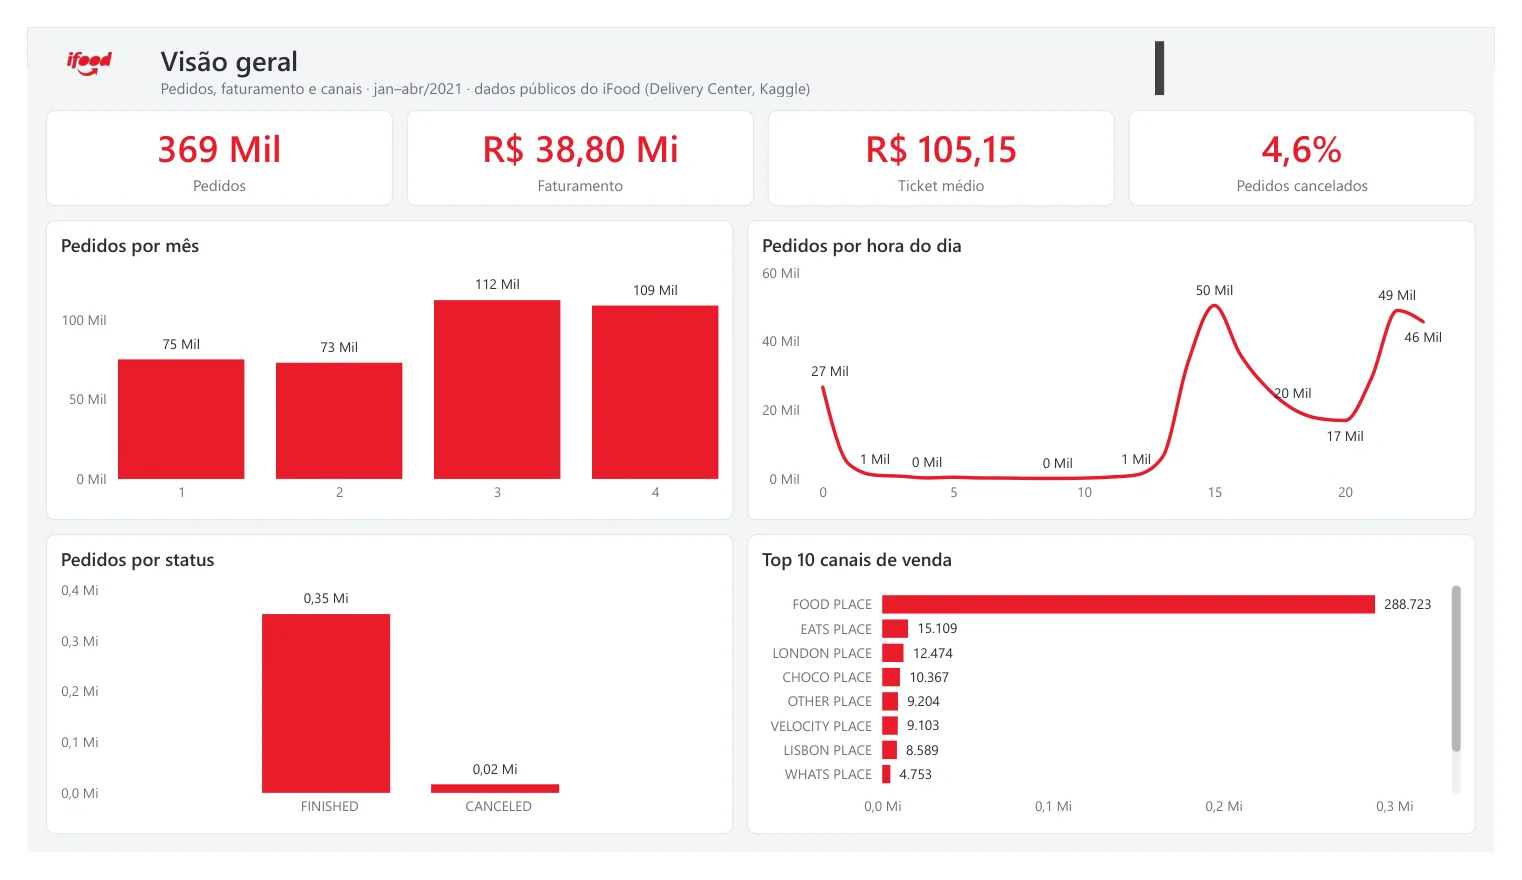 ifood
Visão geral
Pedidos, faturamento e canais · jan–abr/2021 · dados públicos do iFood (Delivery Center, Kaggle)
369 Mil
Pedidos
R$ 38,80 Mi
Faturamento
R$ 105,15
Ticket médio
4,6%
Pedidos cancelados
Pedidos por mês
112 Mil
109 Mil
100 Mil
75 Mil
73 Mil
50 Mil
0 Mil
1 2 3 4
Pedidos por hora do dia
60 Mil
50 Mil
49 Mil
46 Mil
40 Mil
27 Mil
20 Mil
20 Mil
17 Mil
1 Mil
0 Mil
0 Mil
1 Mil
0 Mil
0 5 10 15 20
Pedidos por status
0,4 Mi
0,35 Mi
0,3 Mi
0,2 Mi
0,1 Mi
0,02 Mi
0,0 Mi
FINISHED CANCELED
Top 10 canais de venda
FOOD PLACE 288.723
EATS PLACE 15.109
LONDON PLACE 12.474
CHOCO PLACE 10.367
OTHER PLACE 9.204
VELOCITY PLACE 9.103
LISBON PLACE 8.589
WHATS PLACE 4.753
0,0 Mi 0,1 Mi 0,2 Mi 0,3 Mi